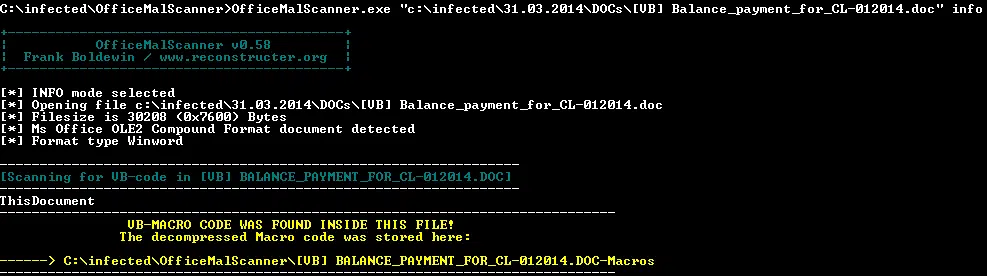 C:\infected\OfficeMalScanner>OfficeMalScanner.exe "c:\infected\31.03.2014\DOCs\[VB] Balance_payment_for_CL-012014.doc" info
+------------------------------------------+
|           OfficeMalScanner v0.58         |
|  Frank Boldewin / www.reconstructer.org  |
+------------------------------------------+
[*] INFO mode selected
[*] Opening file c:\infected\31.03.2014\DOCs\[VB] Balance_payment_for_CL-012014.doc
[*] Filesize is 30208 (0x7600) Bytes
[*] Ms Office OLE2 Compound Format document detected
[*] Format type Winword
-----------------------------------------------------------------
[Scanning for VB-code in [VB] BALANCE_PAYMENT_FOR_CL-012014.DOC]
-----------------------------------------------------------------
ThisDocument
-----------------------------------------------------------------------------
VB-MACRO CODE WAS FOUND INSIDE THIS FILE!
The decompressed Macro code was stored here:
------> C:\infected\OfficeMalScanner\[VB] BALANCE_PAYMENT_FOR_CL-012014.DOC-Macros
-----------------------------------------------------------------------------